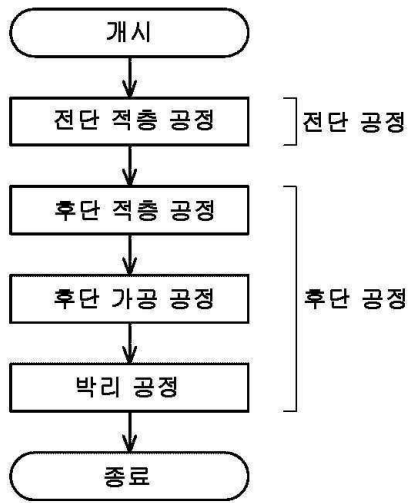 개시
전단 적층 공정
전단 공정
후단 적층 공정
후단 가공 공정
후단 공정
박리 공정
종료